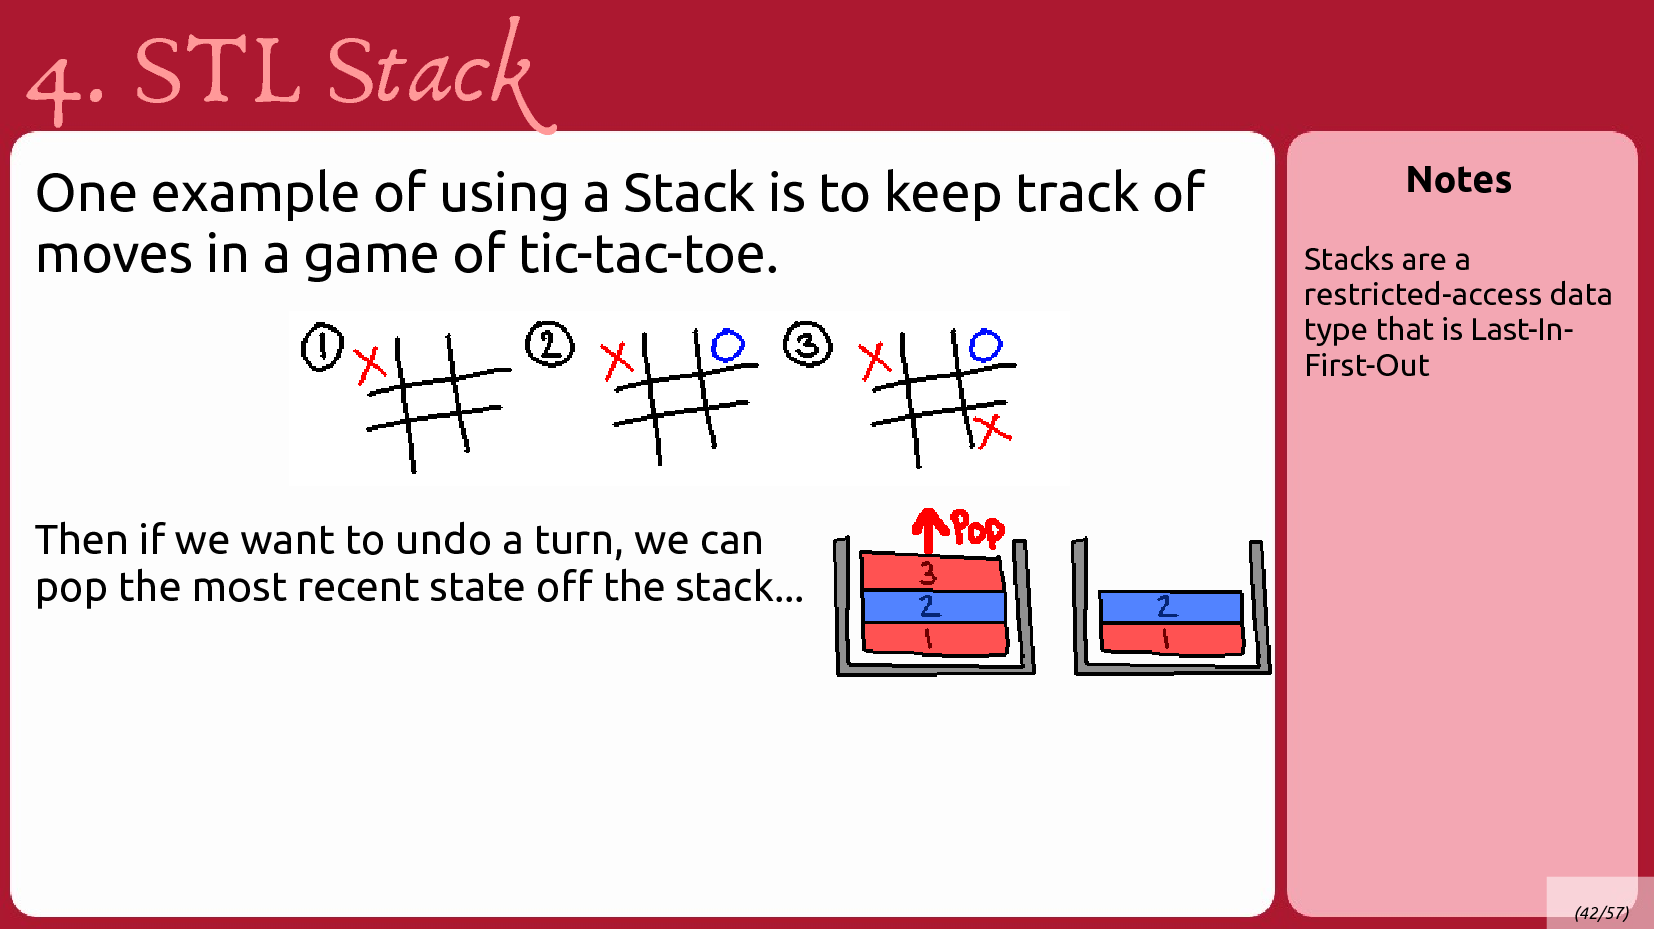 4. STL Stack
One example of using a Stack is to keep track of
moves in a game of tic-tac-toe.
1 X 2 X O 3 X O
X
Then if we want to undo a turn, we can
pop the most recent state off the stack...
Pop
3
2
1
2
1
Notes
Stacks are a
restricted-access data
type that is Last-In-
First-Out
(42/57)